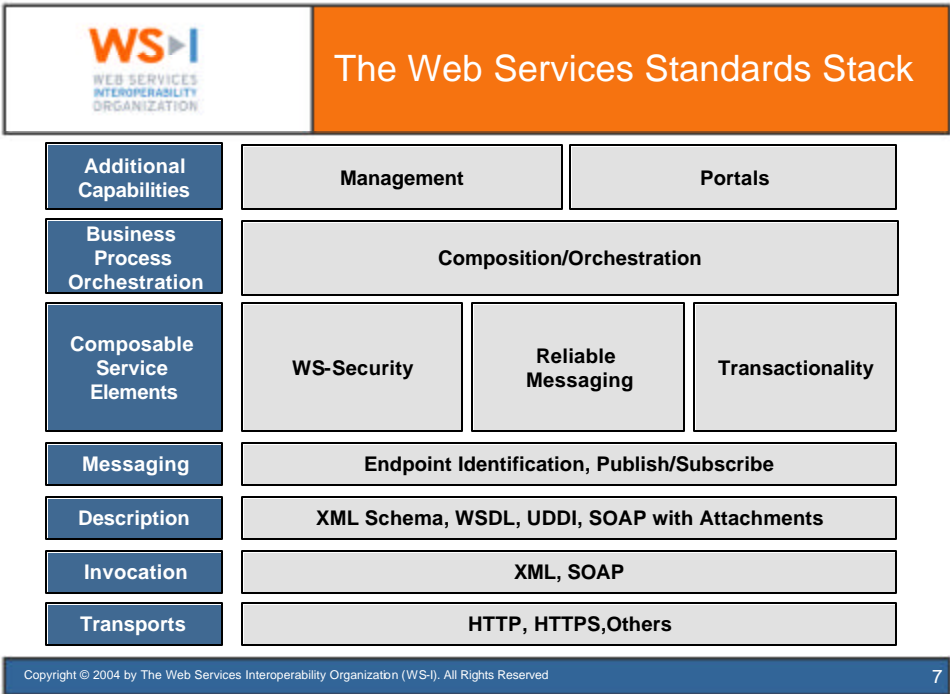 WS▸I
WEB SERVICES
INTEROPERABILITY
ORGANIZATION
The Web Services Standards Stack
Additional
Capabilities
Management
Portals
Business
Process
Orchestration
Composition/Orchestration
Composable
Service
Elements
WS-Security
Reliable
Messaging
Transactionality
Messaging
Endpoint Identification, Publish/Subscribe
Description
XML Schema, WSDL, UDDI, SOAP with Attachments
Invocation
XML, SOAP
Transports
HTTP, HTTPS,Others
Copyright © 2004 by The Web Services Interoperability Organization (WS-I). All Rights Reserved
7